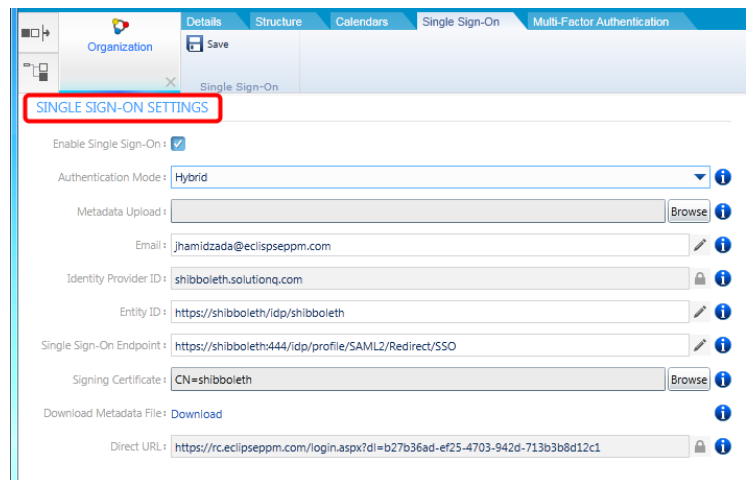 Details Structure Calendars Single Sign-On Multi-Factor Authentication
Organization
Save
Single Sign-On
SINGLE SIGN-ON SETTINGS
Enable Single Sign-On:
Authentication Mode: Hybrid
Metadata Upload: Browse
Email: jhamidzada@eclispseppm.com
Identity Provider ID: shibboleth.solutionq.com
Entity ID: https://shibboleth/idp/shibboleth
Single Sign-On Endpoint: https://shibboleth:444/idp/profile/SAML2/Redirect/SSO
Signing Certificate: CN=shibboleth Browse
Download Metadata File: Download
Direct URL: https://rc.eclipseppm.com/login.aspx?dl=b27b36ad-ef25-4703-942d-713b3b8d12c1